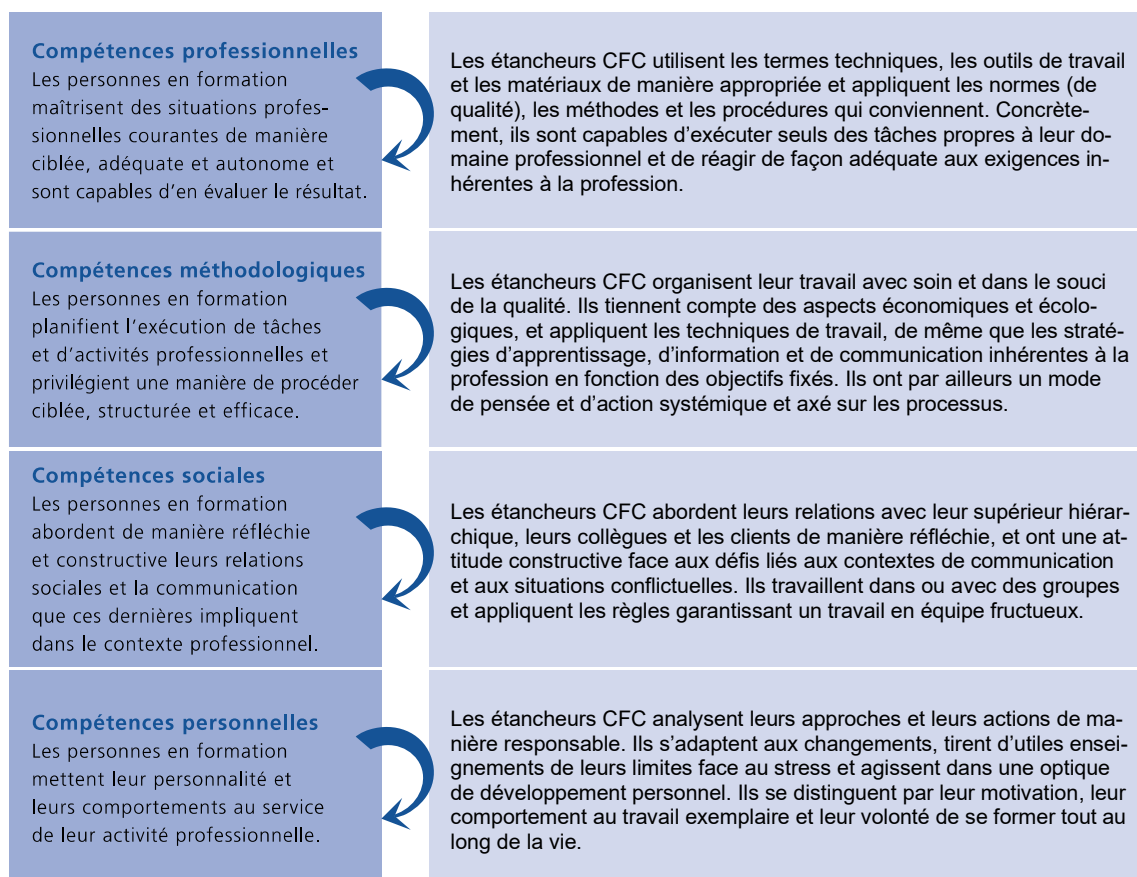 Compétences professionnelles
Les personnes en formation
maîtrisent des situations profes-
sionnelles courantes de manière
ciblée, adéquate et autonome et
sont capables d'en évaluer le résultat.
Les étancheurs CFC utilisent les termes techniques, les outils de travail
et les matériaux de manière appropriée et appliquent les normes (de
qualité), les méthodes et les procédures qui conviennent. Concrète-
ment, ils sont capables d'exécuter seuls des tâches propres à leur do-
maine professionnel et de réagir de façon adéquate aux exigences in-
hérentes à la profession.
Compétences méthodologiques
Les personnes en formation
planifient l'exécution de tâches
et d'activités professionnelles et
privilégient une manière de procéder
ciblée, structurée et efficace.
Les étancheurs CFC organisent leur travail avec soin et dans le souci
de la qualité. Ils tiennent compte des aspects économiques et écolo-
giques, et appliquent les techniques de travail, de même que les straté-
gies d'apprentissage, d'information et de communication inhérentes à la
profession en fonction des objectifs fixés. Ils ont par ailleurs un mode
de pensée et d'action systémique et axé sur les processus.
Compétences sociales
Les personnes en formation
abordent de manière réfléchie
et constructive leurs relations
sociales et la communication
que ces dernières impliquent
dans le contexte professionnel.
Les étancheurs CFC abordent leurs relations avec leur supérieur hiérar-
chique, leurs collègues et les clients de manière réfléchie, et ont une at-
titude constructive face aux défis liés aux contextes de communication
et aux situations conflictuelles. Ils travaillent dans ou avec des groupes
et appliquent les règles garantissant un travail en équipe fructueux.
Compétences personnelles
Les personnes en formation
mettent leur personnalité et
leurs comportements au service
de leur activité professionnelle.
Les étancheurs CFC analysent leurs approches et leurs actions de ma-
nière responsable. Ils s'adaptent aux changements, tirent d'utiles ensei-
gnements de leurs limites face au stress et agissent dans une optique
de développement personnel. Ils se distinguent par leur motivation, leur
comportement au travail exemplaire et leur volonté de se former tout au
long de la vie.